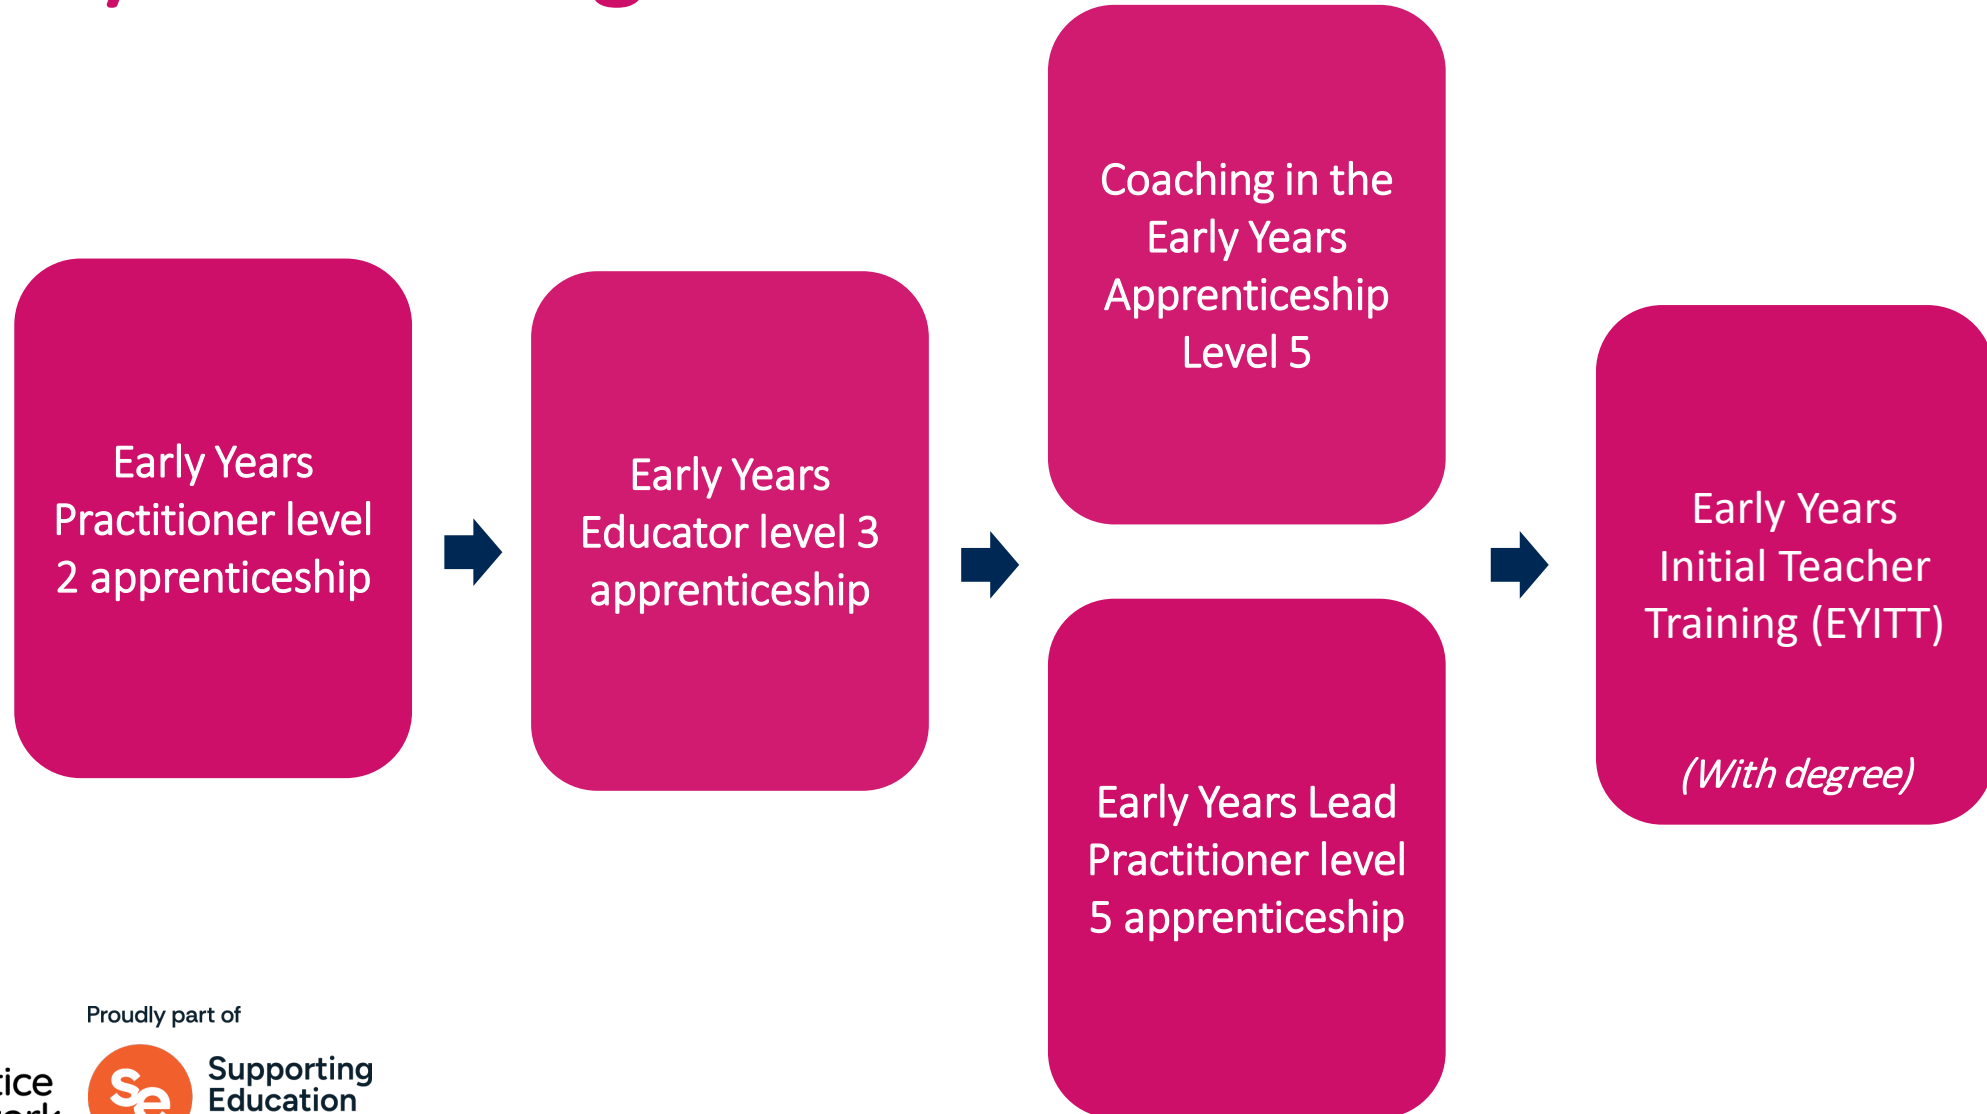 Early Years
Practitioner level
2 apprenticeship
Early Years
Educator level 3
apprenticeship
Coaching in the
Early Years
Apprenticeship
Level 5
Early Years Lead
Practitioner level
5 apprenticeship
Early Years
Initial Teacher
Training (EYITT)
(With degree)
Proudly part of
Se
Supporting
Education